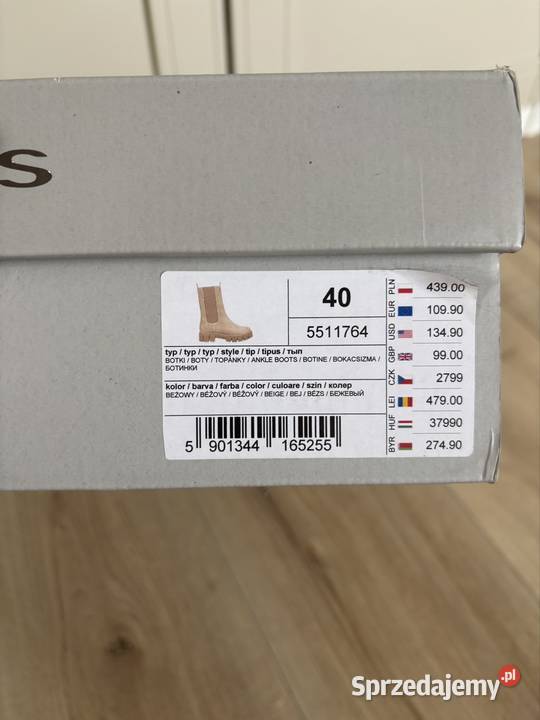 S
40
5511764
typ / typ / typ / style / tip / tipus / тып
BOTKI / BOTY / TOPÁNKY / ANKLE BOOTS / BOTINE / BOKACSIZMA /
БОТИНКИ
kolor / barva / farba / color / culoare / szín / колер
BEŻOWY / BÉŽOVÝ / BÉŽOVÝ / BEIGE / BEJ / BÉZS / БЕЖЕВЫЙ
5 901344 165255
PLN 439.00
EUR 109.90
USD 134.90
GBP 99.00
CZK 2799
LEI 479.00
HUF 37990
BYR 274.90
Sprzedajemy.pl